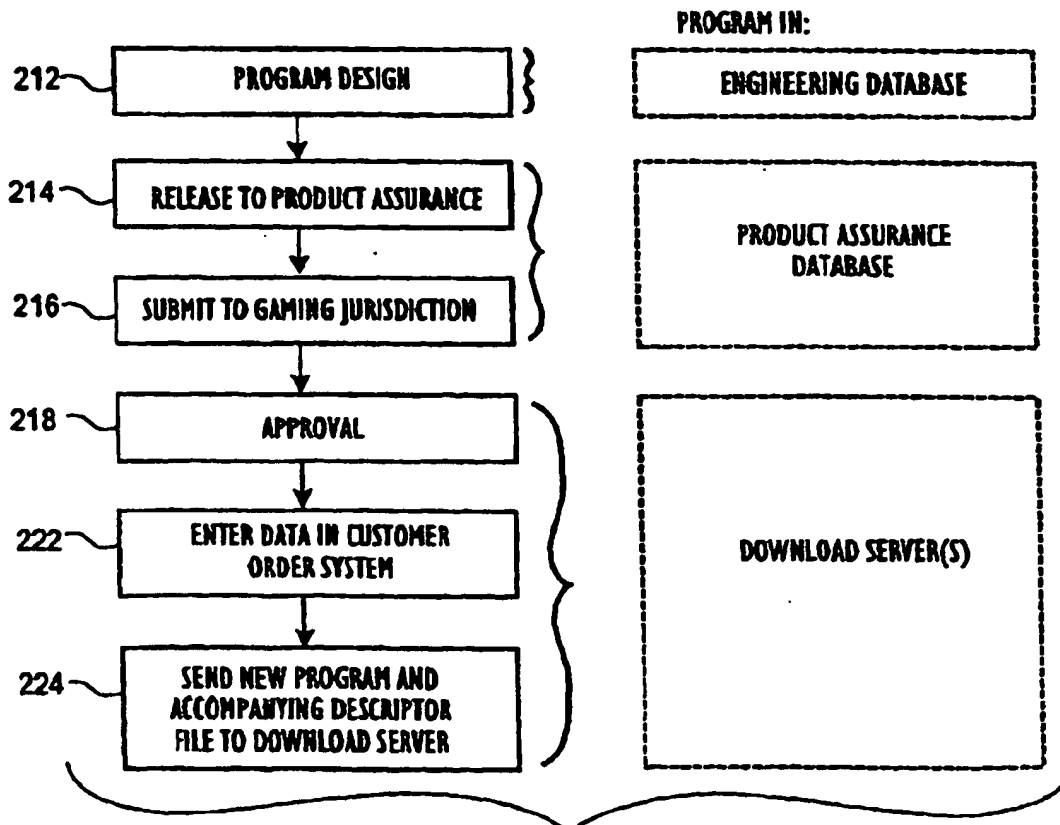 PROGRAM IN:
212
PROGRAM DESIGN
ENGINEERING DATABASE
214
RELEASE TO PRODUCT ASSURANCE
PRODUCT ASSURANCE
DATABASE
216
SUBMIT TO GAMING JURISDICTION
218
APPROVAL
222
ENTER DATA IN CUSTOMER
ORDER SYSTEM
DOWNLOAD SERVER(S)
224
SEND NEW PROGRAM AND
ACCOMPANYING DESCRIPTOR
FILE TO DOWNLOAD SERVER